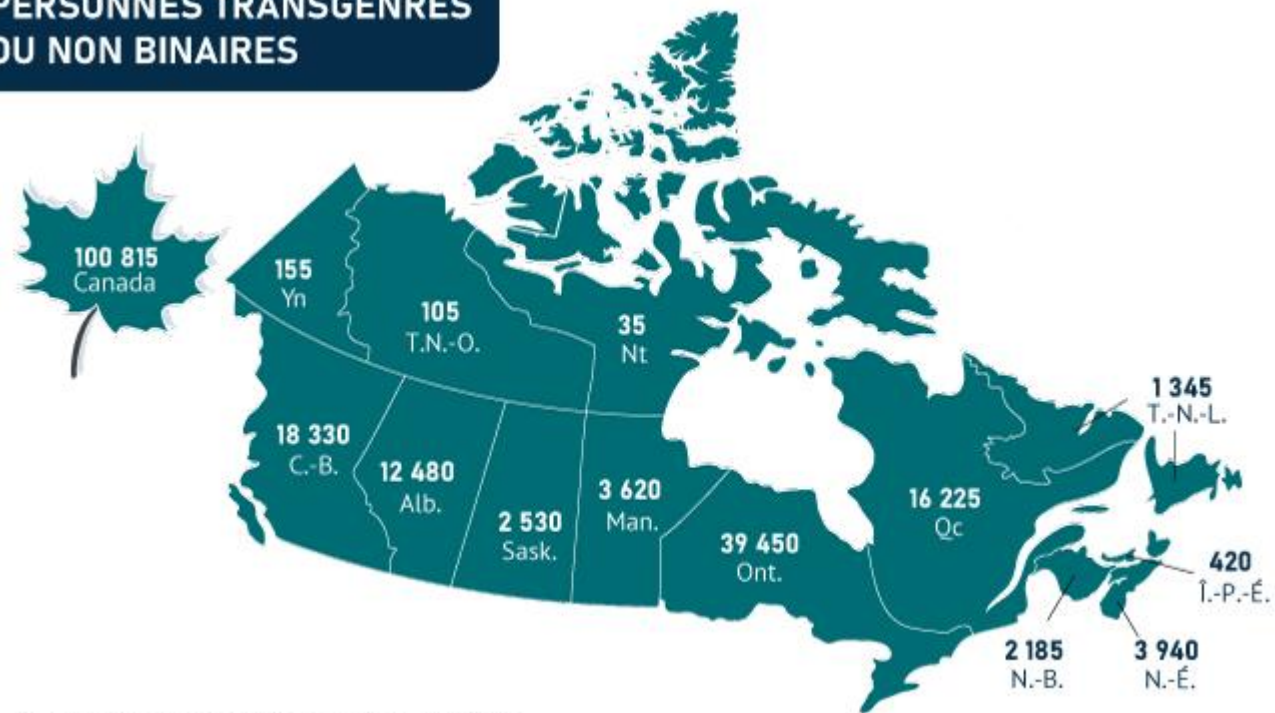 PERSONNES TRANSGENRES
OU NON BINAIRES
100 815
Canada
155
Yn
105
T.N.-O.
35
Nt
1 345
T.-N.-L.
18 330
C.-B.
12 480
Alb.
2 530
Sask.
3 620
Man.
39 450
Ont.
16 225
Qc
420
Î.-P.-É.
2 185
N.-B.
3 940
N.-É.